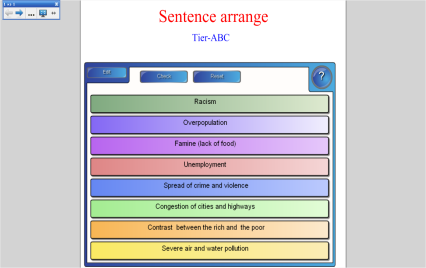 Sentence arrange
Tier-ABC
Edit
Check
Reset
?
Racism
Overpopulation
Famine (lack of food)
Unemployment
Spread of crime and violence
Congestion of cities and highways
Contrast between the rich and the poor
Severe air and water pollution